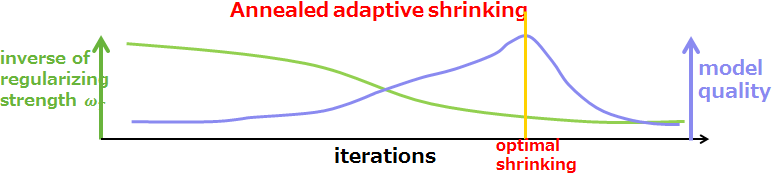 Annealed adaptive shrinking
inverse of
regularizing
strength ω
model
quality
iterations
optimal
shrinking